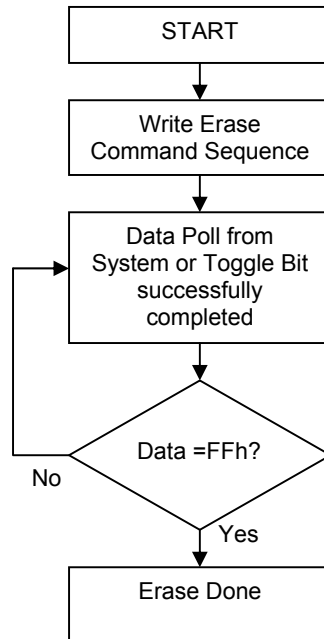 START
Write Erase
Command Sequence
Data Poll from
System or Toggle Bit
successfully
completed
Data =FFh?
No
Yes
Erase Done